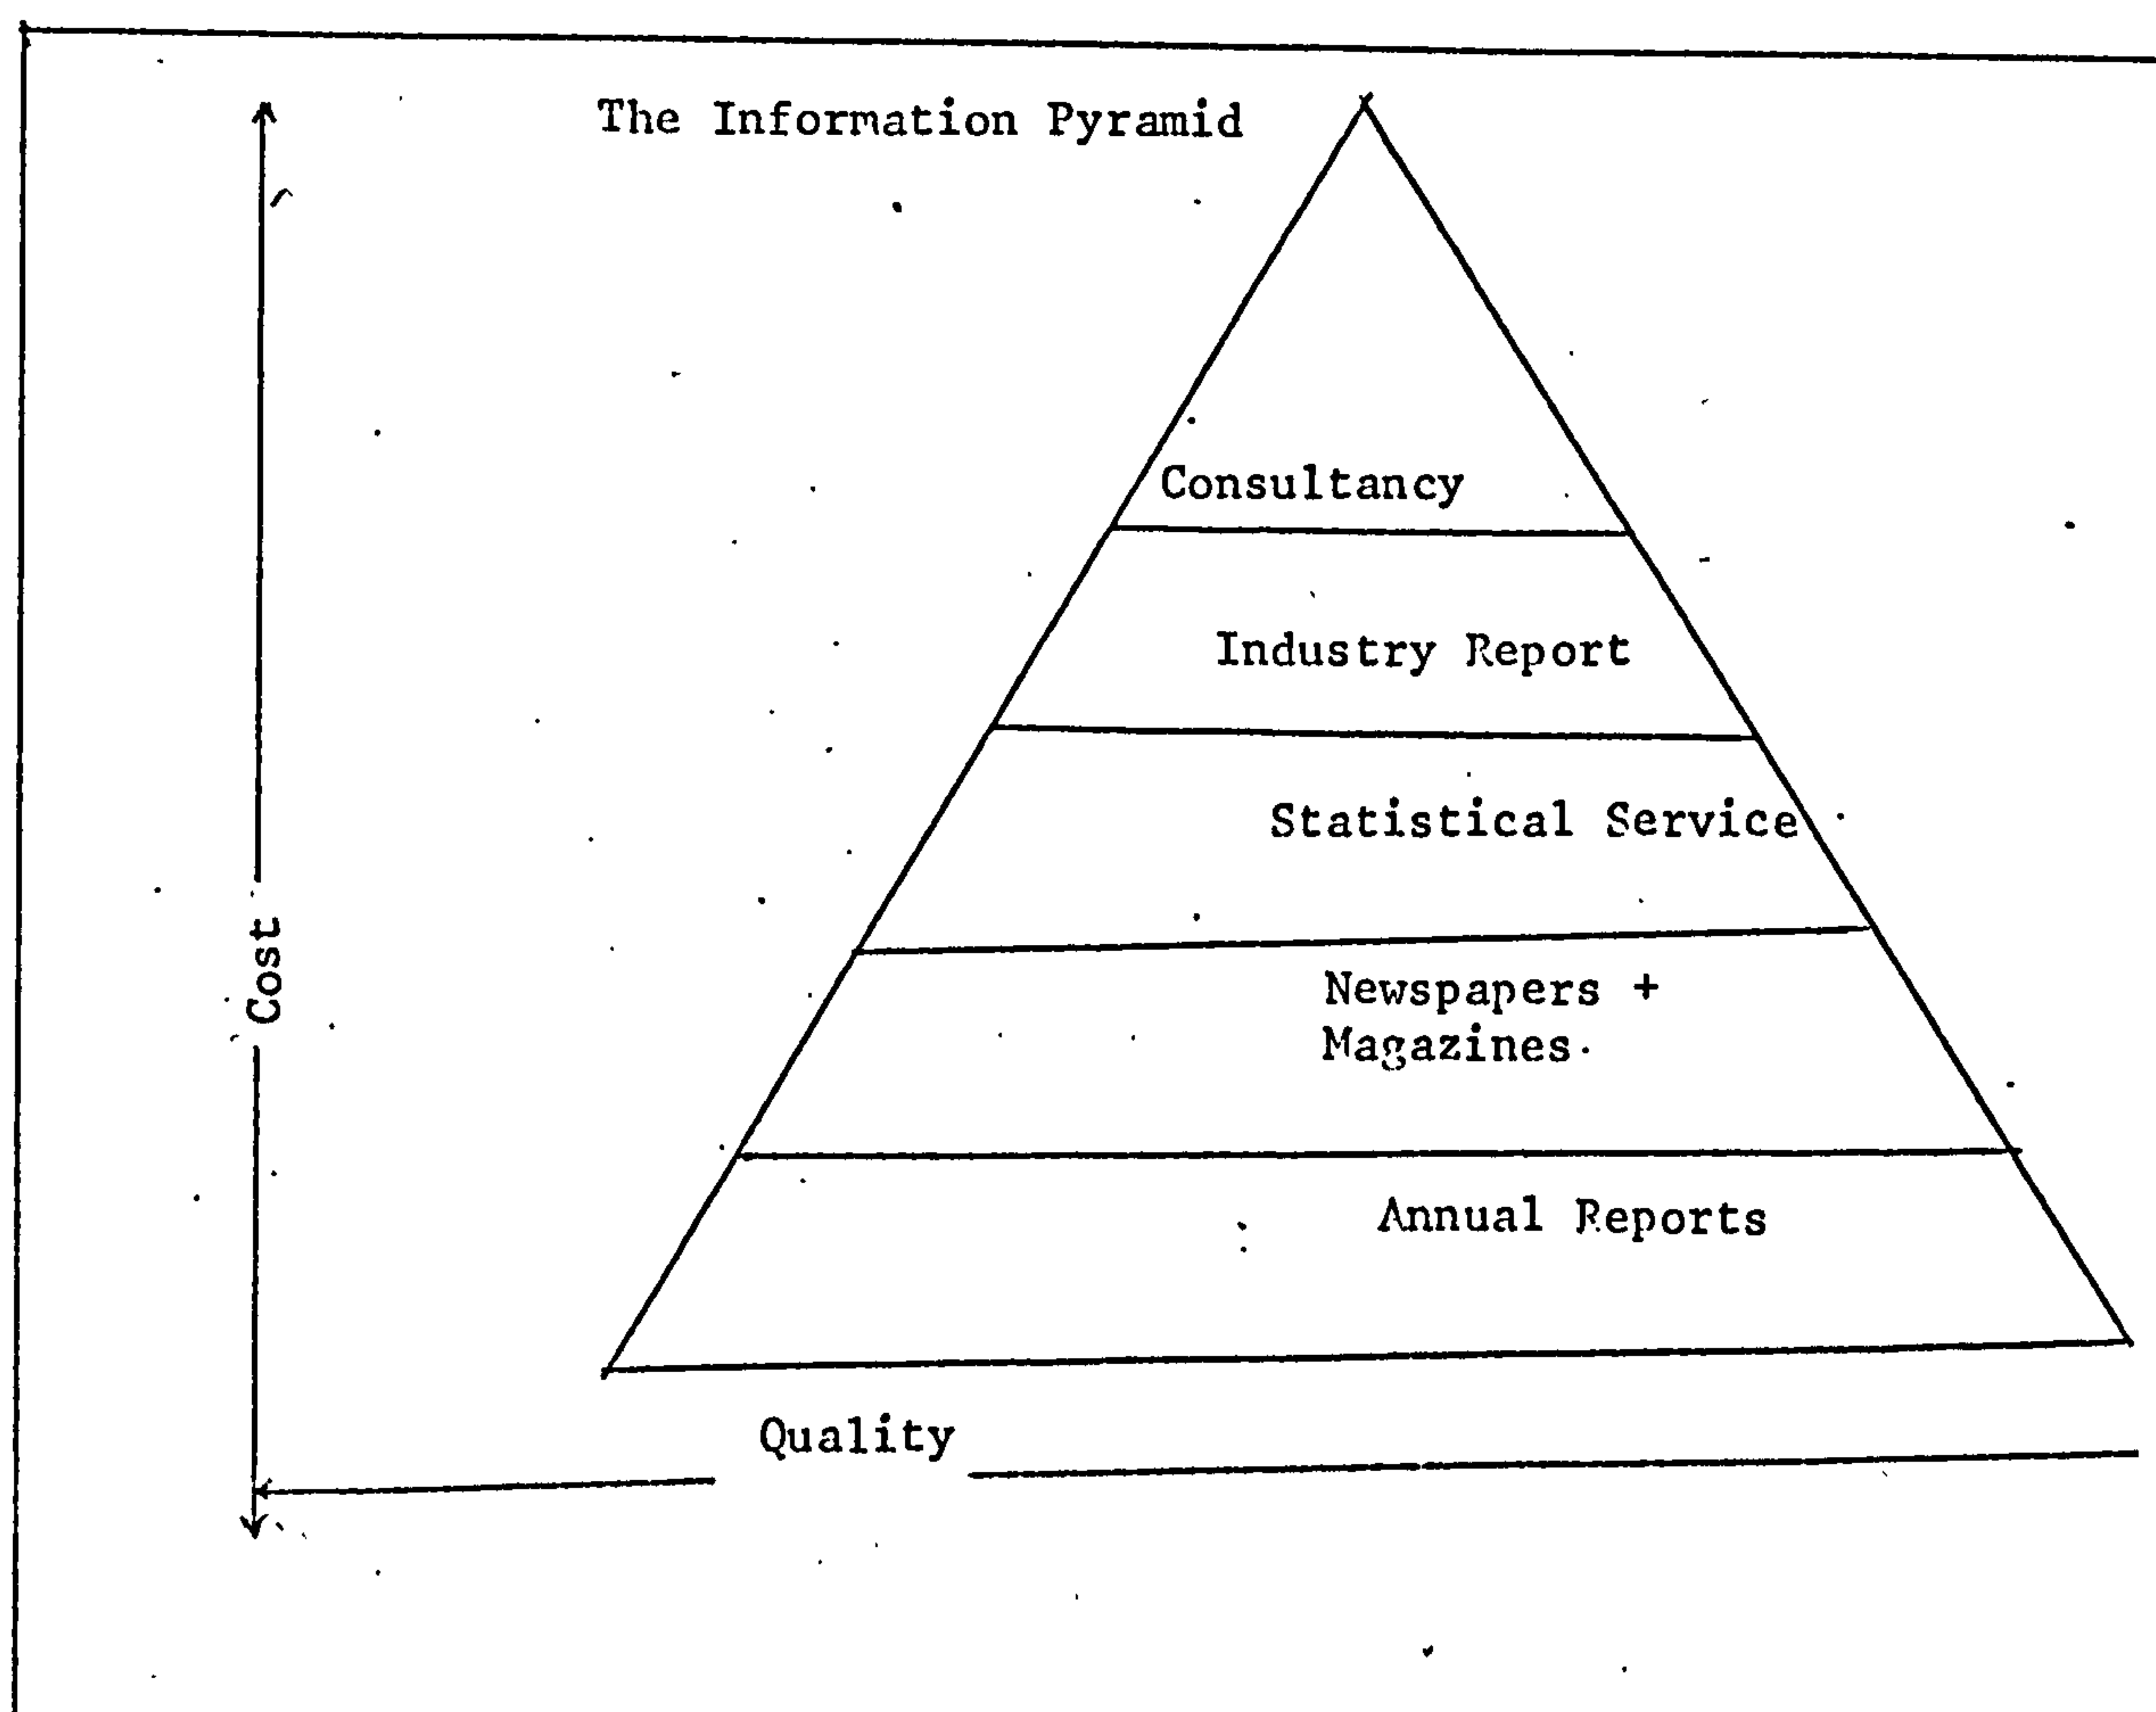 The Information Pyramid
Consultancy
Industry Report
Statistical Service
Cost
Newspapers +
Magazines
Annual Reports
Quality